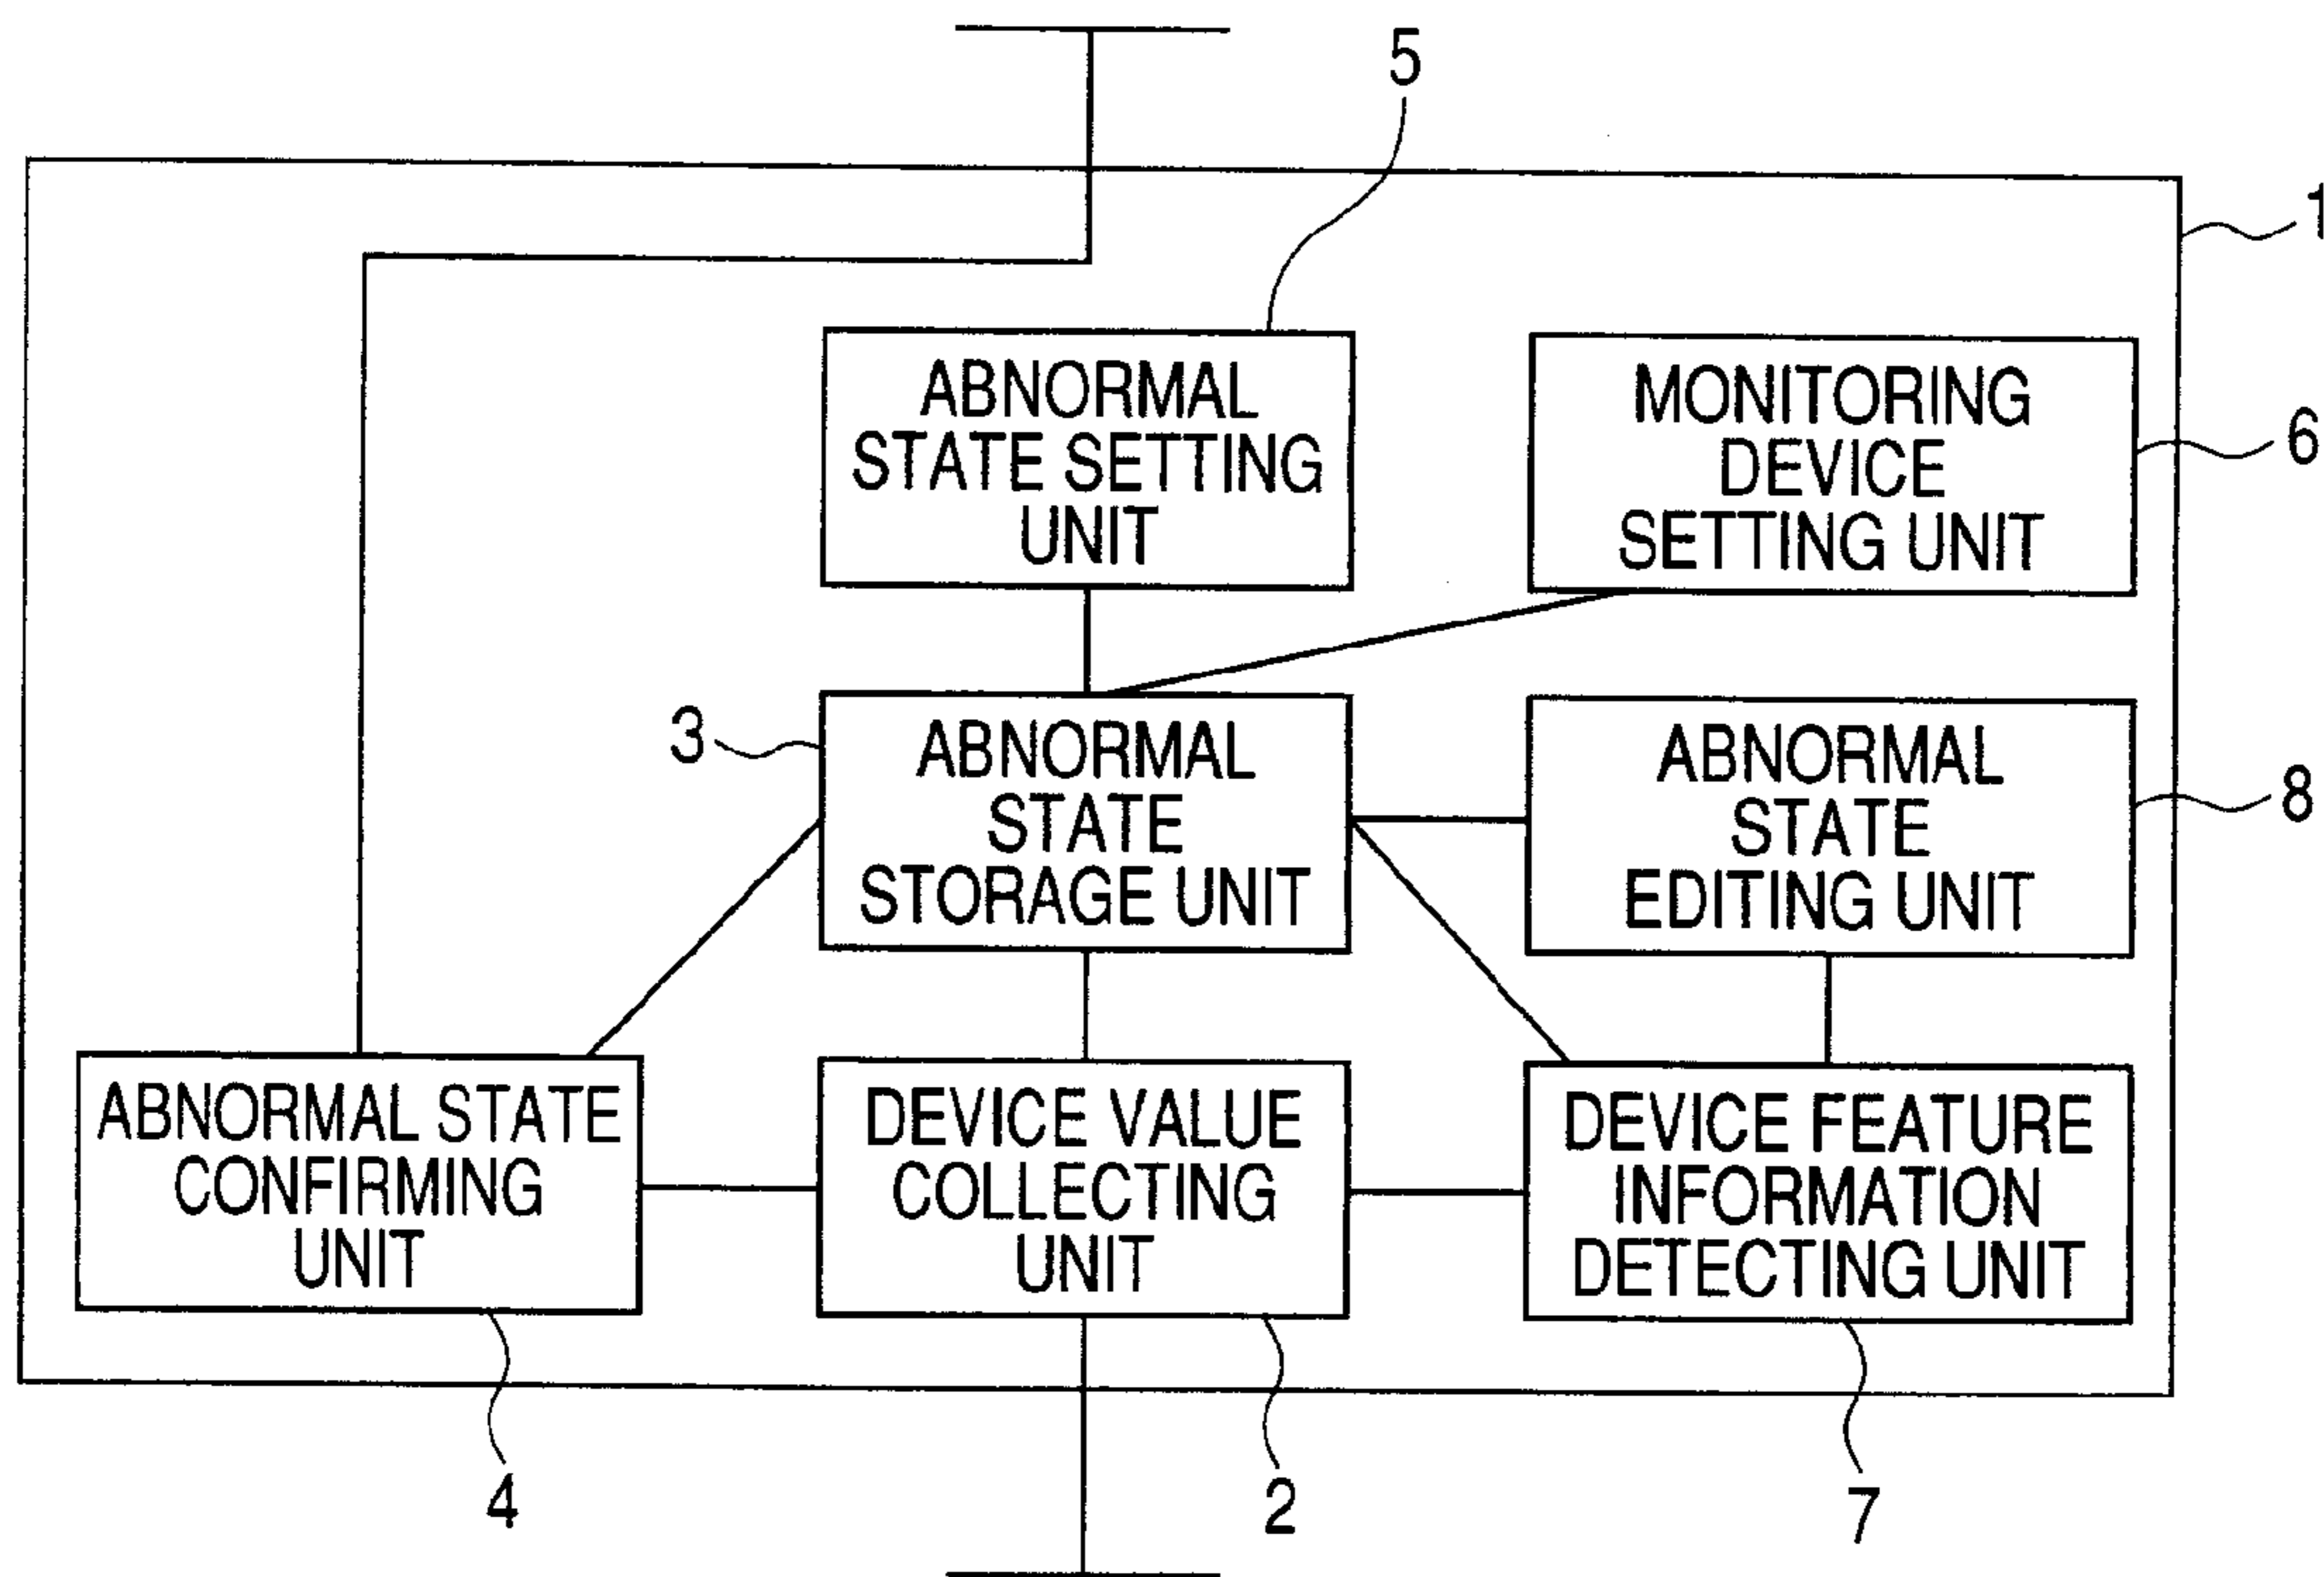 5
1
ABNORMAL
STATE SETTING
UNIT
MONITORING
DEVICE
SETTING UNIT
6
3
ABNORMAL
STATE
STORAGE UNIT
ABNORMAL
STATE
EDITING UNIT
8
ABNORMAL STATE
CONFIRMING
UNIT
DEVICE VALUE
COLLECTING
UNIT
DEVICE FEATURE
INFORMATION
DETECTING UNIT
4
2
7